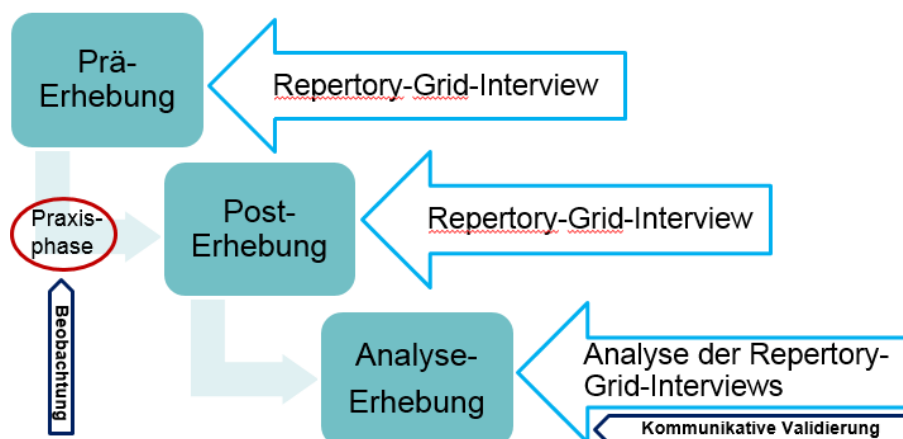 Prä-
Erhebung
Repertory-Grid-Interview
Praxis-
phase
Post-
Erhebung
Repertory-Grid-Interview
Beobachtung
Analyse-
Erhebung
Analyse der Repertory-
Grid-Interviews
Kommunikative Validierung